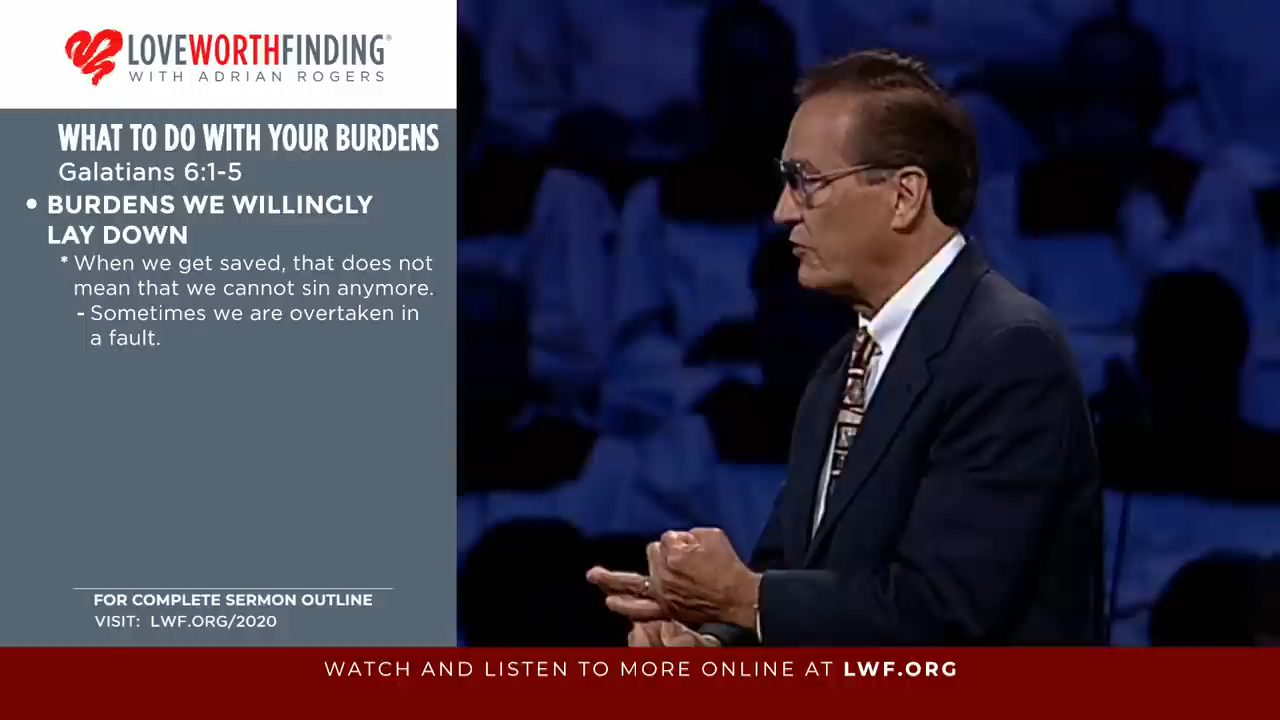 LOVEWORTHFINDING®
WITH ADRIAN ROGERS
WHAT TO DO WITH YOUR BURDENS
Galatians 6:1-5
• BURDENS WE WILLINGLY
LAY DOWN
* When we get saved, that does not
mean that we cannot sin anymore.
- Sometimes we are overtaken in
a fault.
FOR COMPLETE SERMON OUTLINE
VISIT: LWF.ORG/2020
WATCH AND LISTEN TO MORE ONLINE AT LWF.ORG